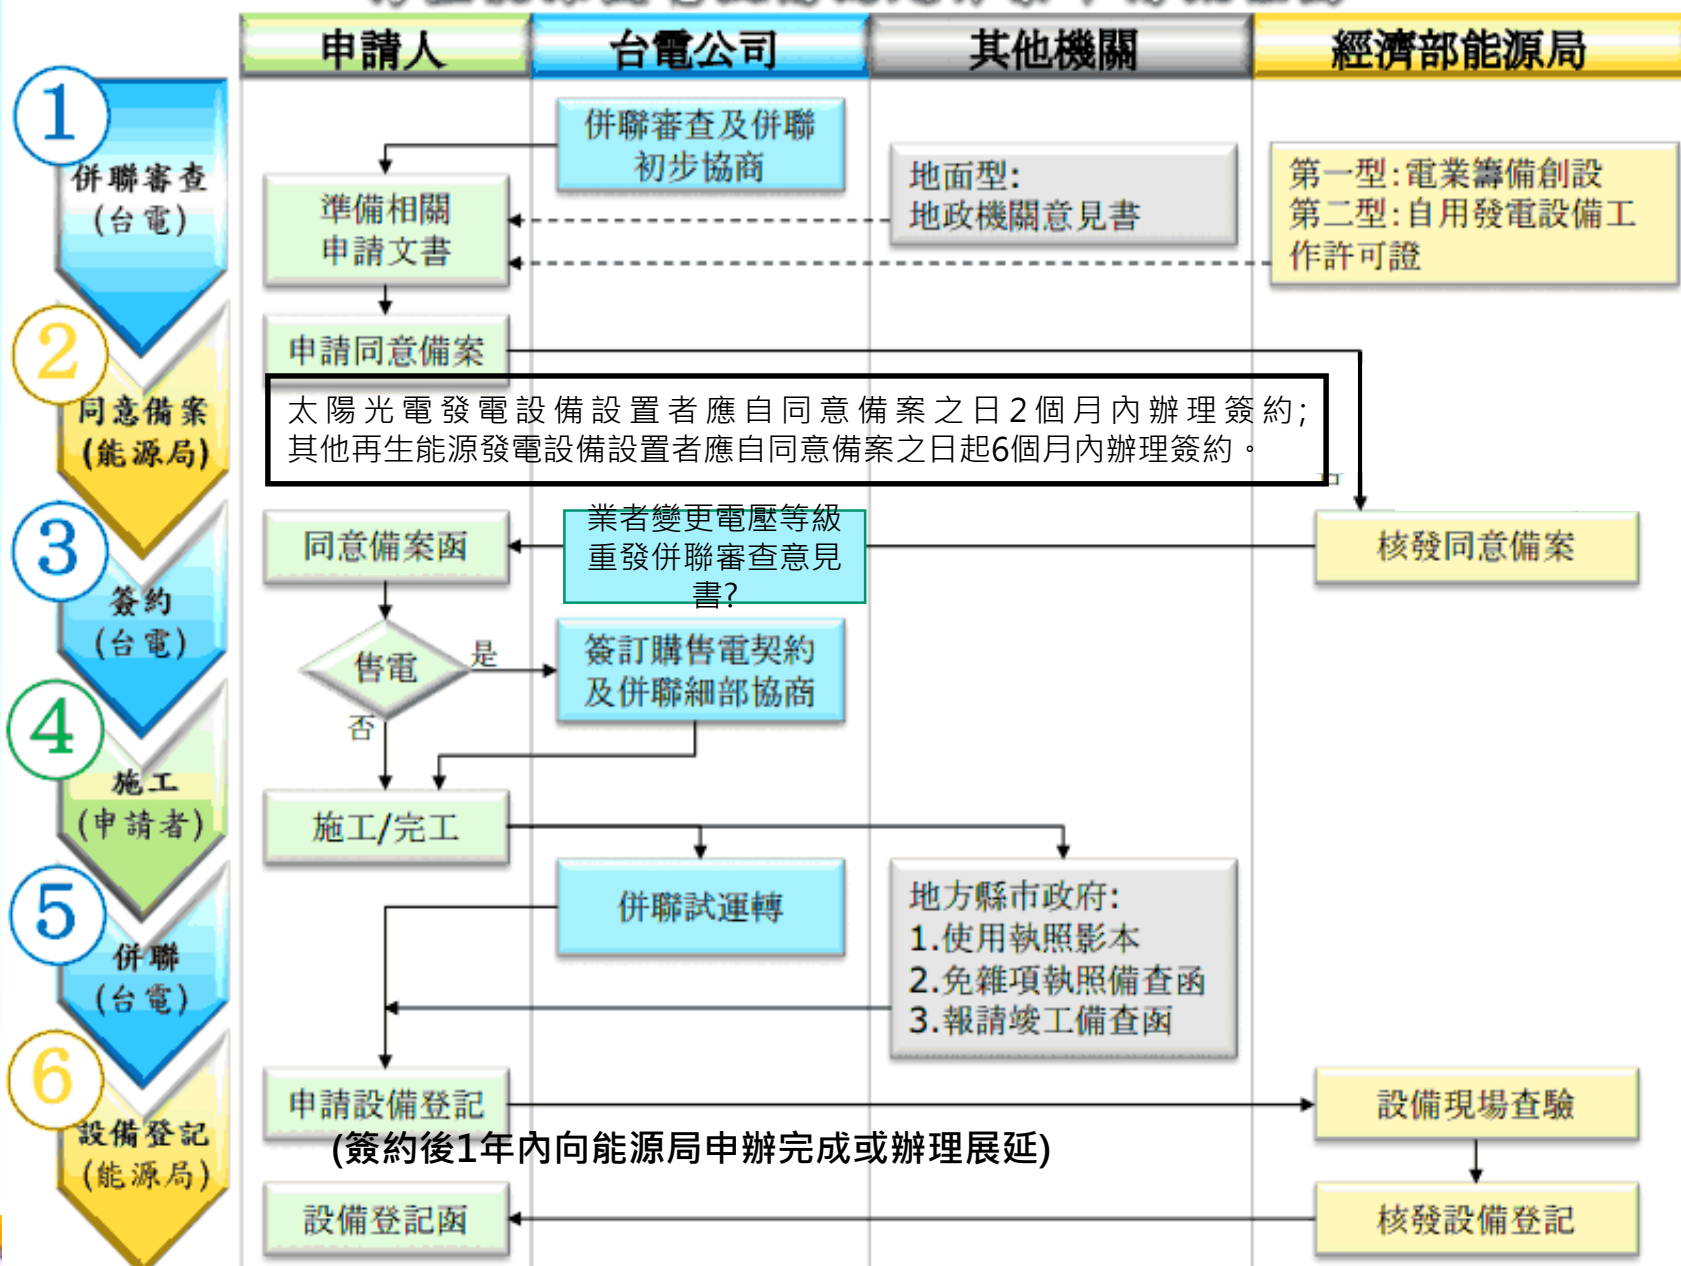 申請人
台電公司
其他機關
經濟部能源局
1
併聯審查
(台電)
併聯審查及併聯
初步協商
準備相關
申請文書
地面型:
地政機關意見書
第一型:電業籌備創設
第二型:自用發電設備工
作許可證
2
同意備案
(能源局)
申請同意備案
太陽光電發電設備設置者應自同意備案之日2個月內辦理簽約;
其他再生能源發電設備設置者應自同意備案之日起6個月內辦理簽約。
3
簽約
(台電)
同意備案函
業者變更電壓等級
重發併聯審查意見
書?
核發同意備案
售電
是
否
簽訂購售電契約
及併聯細部協商
4
施工
(申請者)
施工/完工
5
併聯
(台電)
併聯試運轉
地方縣市政府:
1.使用執照影本
2.免雜項執照備查函
3.報請竣工備查函
6
設備登記
(能源局)
申請設備登記
(簽約後1年內向能源局申辦完成或辦理展延)
設備現場查驗
設備登記函
核發設備登記